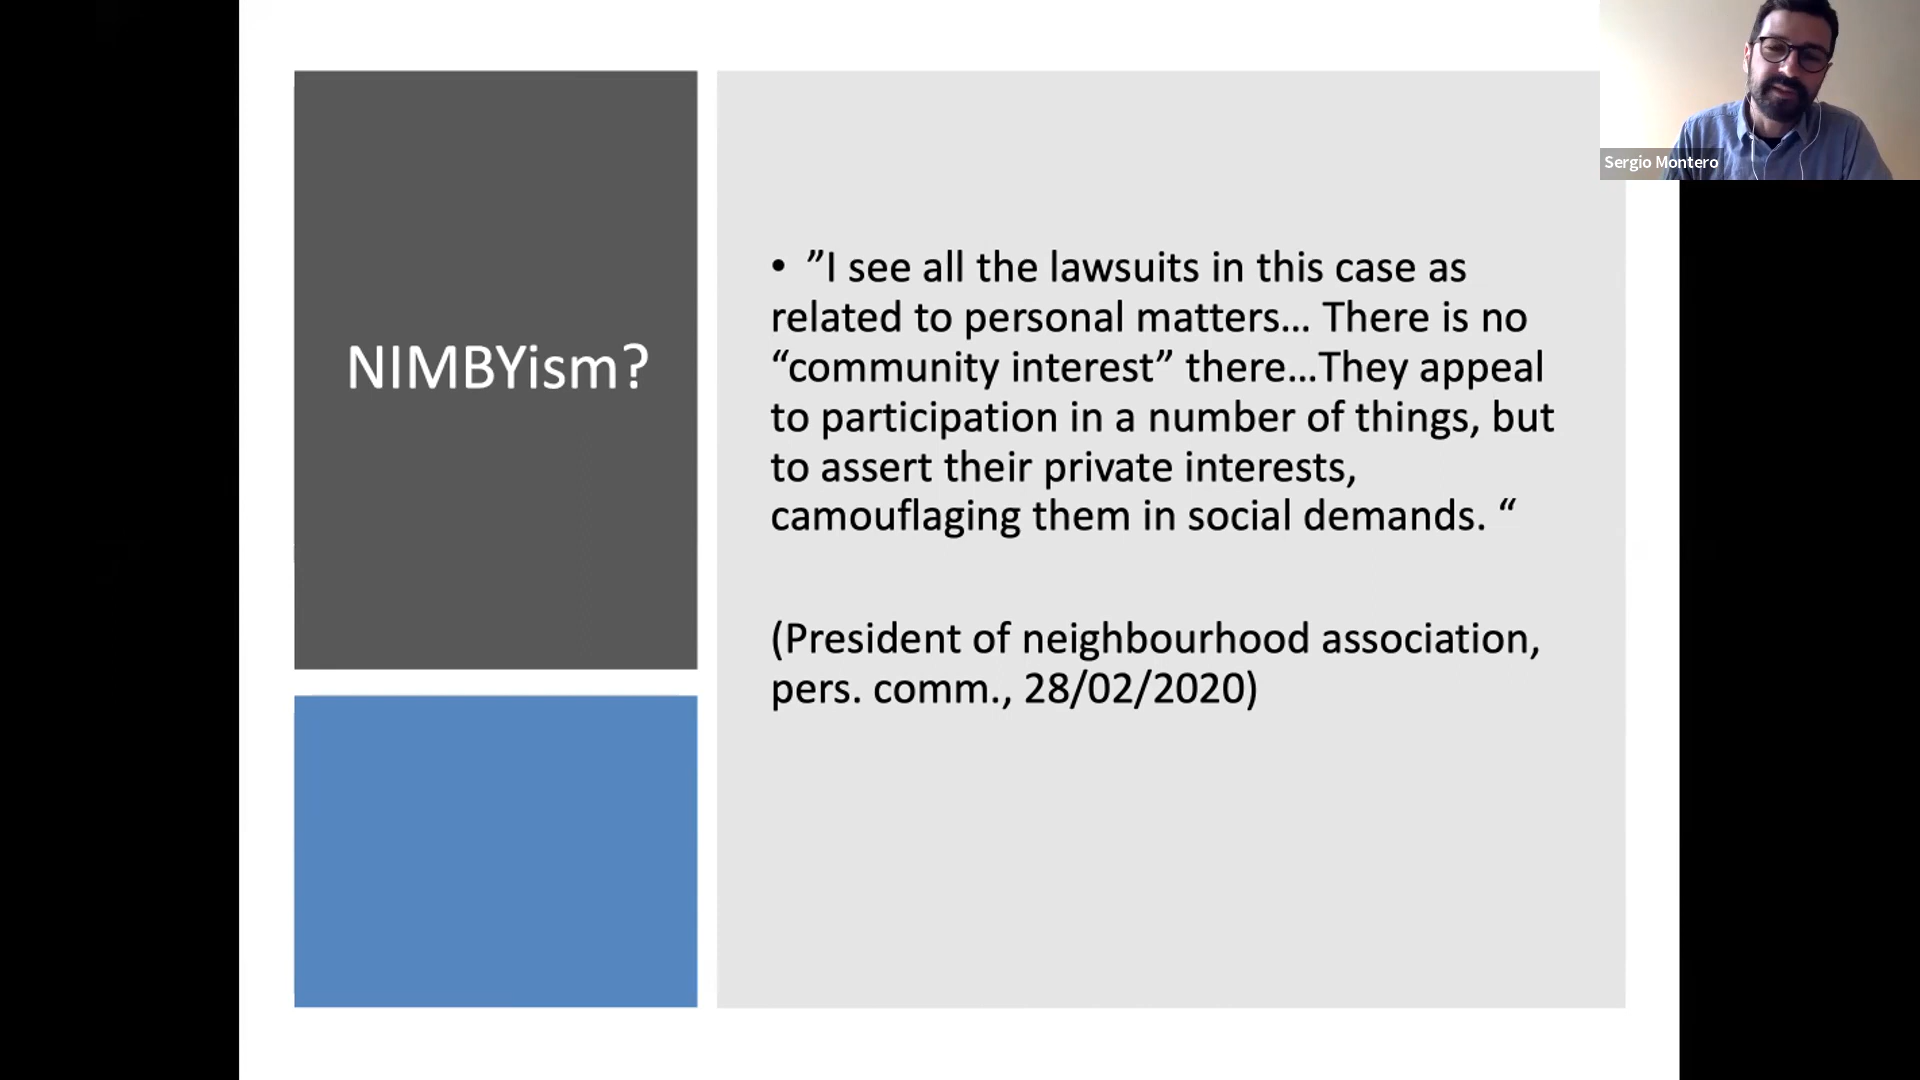 Sergio Montero
NIMBYism?
• ”I see all the lawsuits in this case as
related to personal matters... There is no
“community interest” there...They appeal
to participation in a number of things, but
to assert their private interests,
camouflaging them in social demands. “
(President of neighbourhood association,
pers. comm., 28/02/2020)